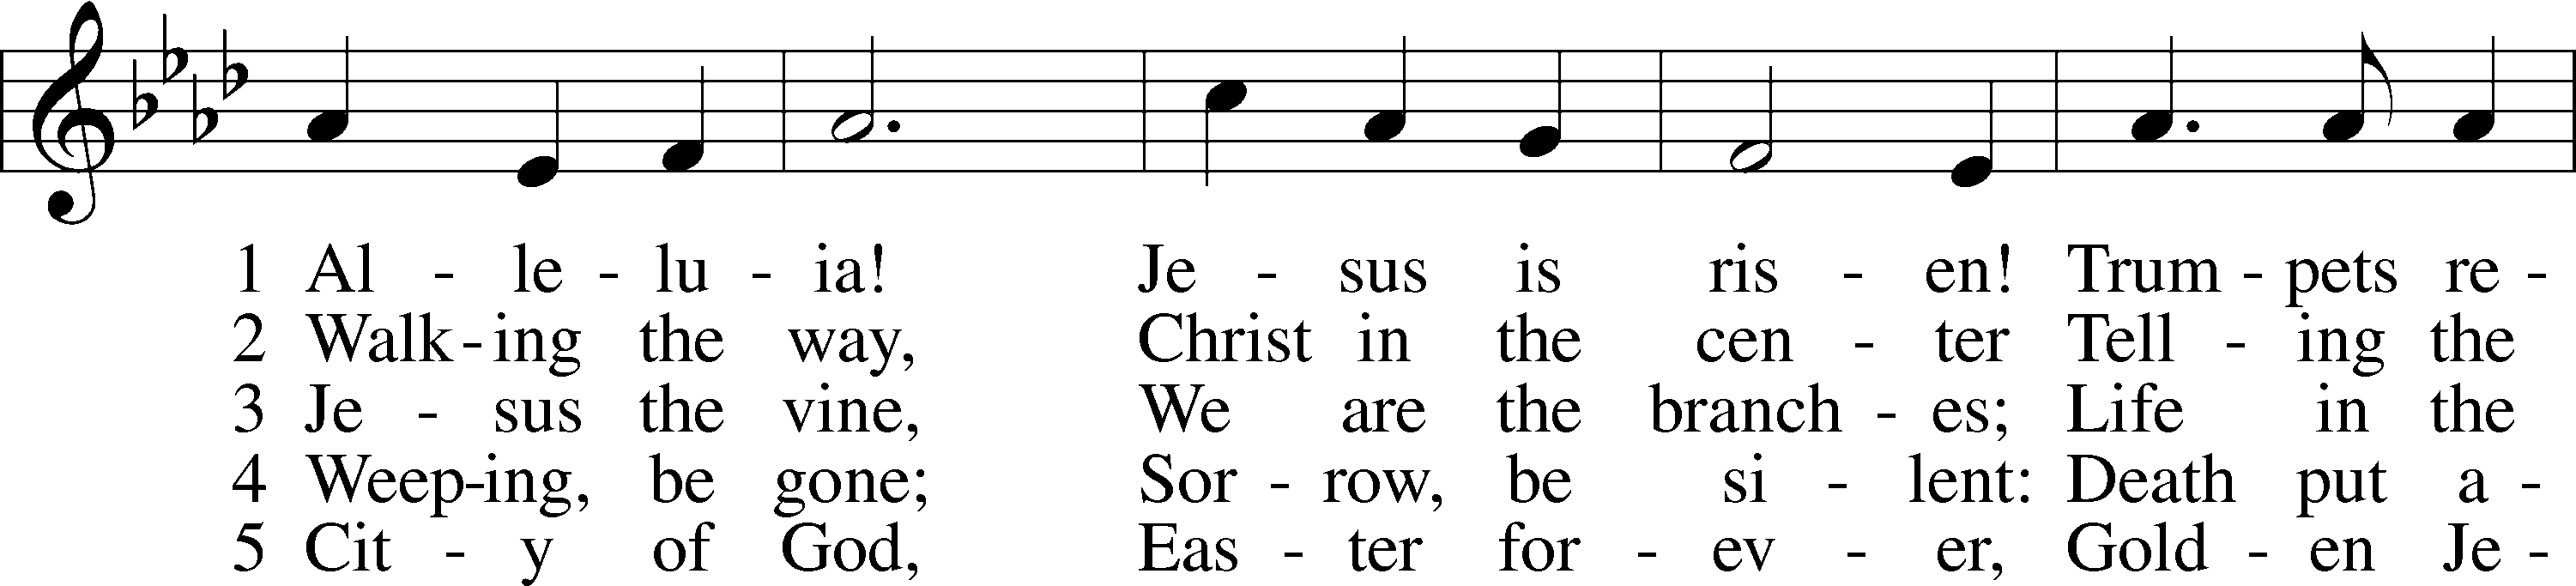 1 Al - le - lu - ia! Je - sus is ris - en! Trum - pets re -
2 Walk - ing the way, Christ in the cen - ter Tell - ing the
3 Je - sus the vine, We are the branch - es; Life in the
4 Weep - ing, be gone; Sor - row, be si - lent: Death put a -
5 Cit - y of God, Eas - ter for - ev - er, Gold - en Je -